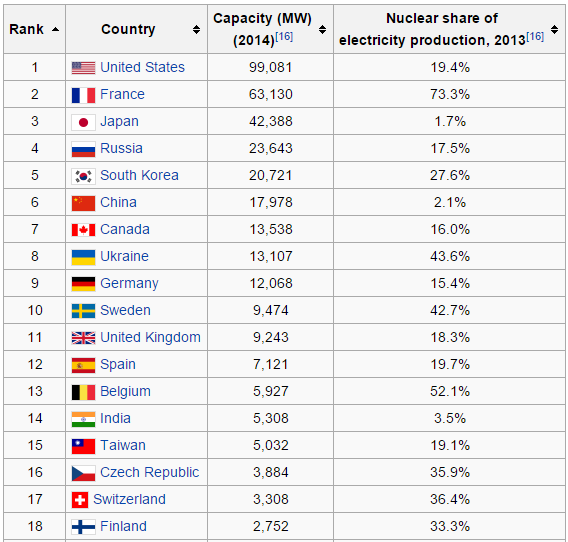 Rank Country Capacity (MW) (2014)[16] Nuclear share of electricity production, 2013[16]
1 United States 99,081 19.4%
2 France 63,130 73.3%
3 Japan 42,388 1.7%
4 Russia 23,643 17.5%
5 South Korea 20,721 27.6%
6 China 17,978 2.1%
7 Canada 13,538 16.0%
8 Ukraine 13,107 43.6%
9 Germany 12,068 15.4%
10 Sweden 9,474 42.7%
11 United Kingdom 9,243 18.3%
12 Spain 7,121 19.7%
13 Belgium 5,927 52.1%
14 India 5,308 3.5%
15 Taiwan 5,032 19.1%
16 Czech Republic 3,884 35.9%
17 Switzerland 3,308 36.4%
18 Finland 2,752 33.3%